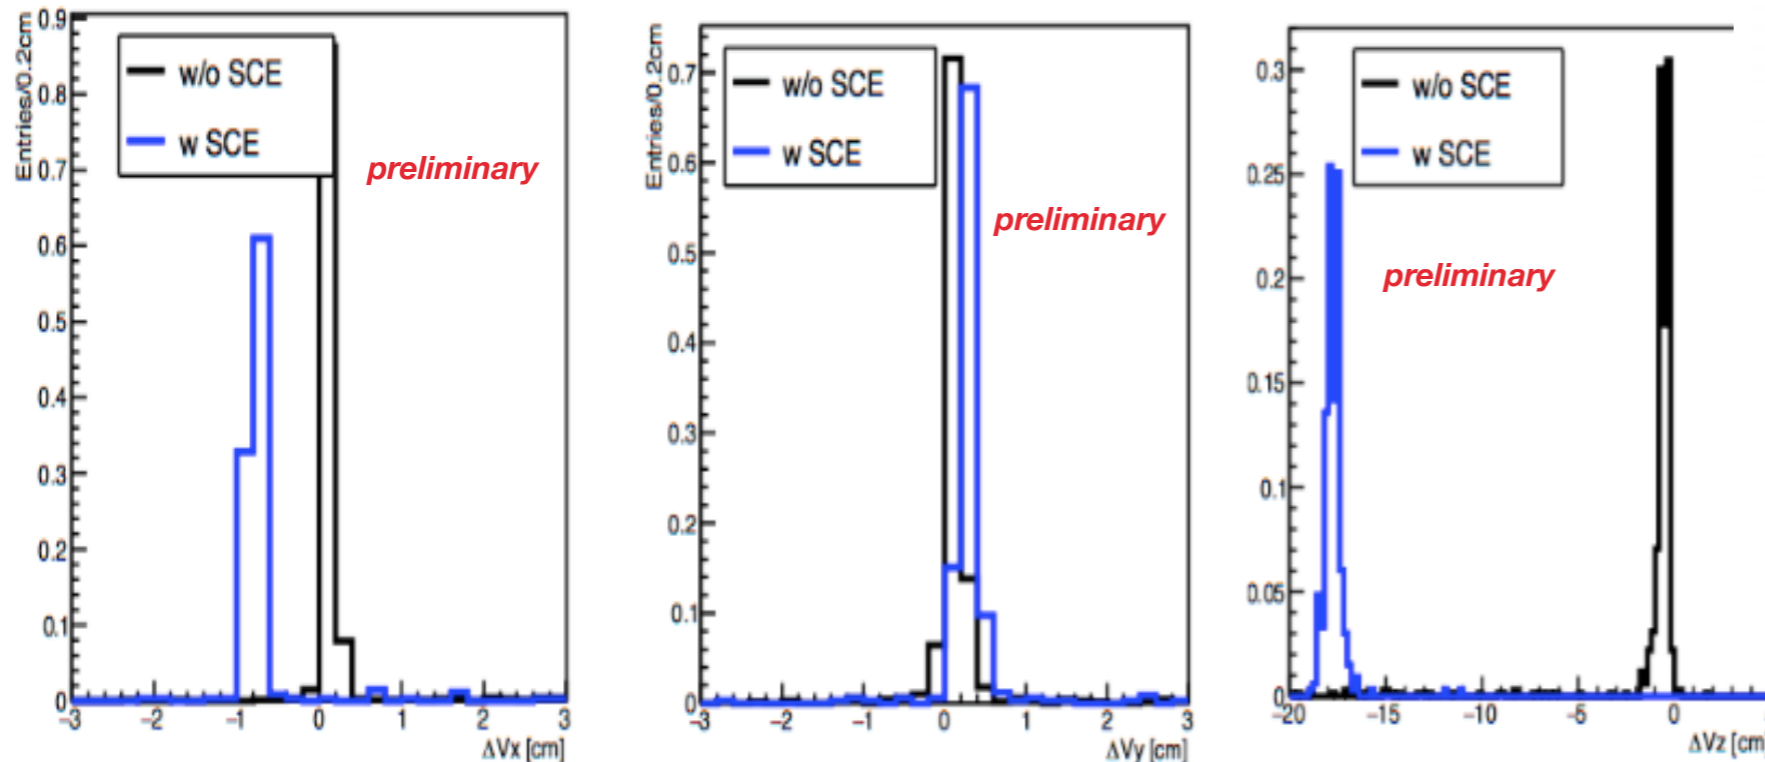 Entries/0.2cm
0.9
0.8
0.7
0.6
0.5
0.4
0.3
0.2
0.1
0
w/o SCE
w SCE
preliminary
-3 -2 -1 0 1 2 3
ΔVx [cm]
Entries/0.2cm
0.7
0.6
0.5
0.4
0.3
0.2
0.1
0
w/o SCE
w SCE
preliminary
-3 -2 -1 0 1 2 3
ΔVy [cm]
0.3
0.25
0.2
0.15
0.1
0.05
0
w/o SCE
w SCE
preliminary
-20 -15 -10 -5 0
ΔVz [cm]